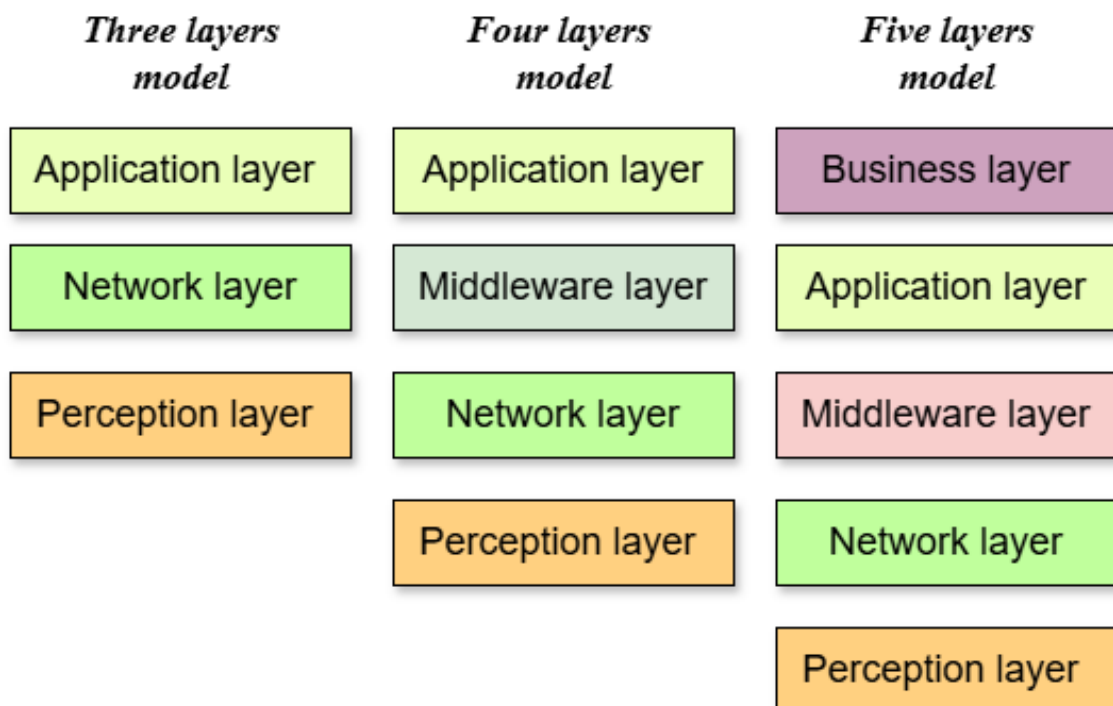 Three layers
model
Application layer
Network layer
Perception layer
Four layers
model
Application layer
Middleware layer
Network layer
Perception layer
Five layers
model
Business layer
Application layer
Middleware layer
Network layer
Perception layer